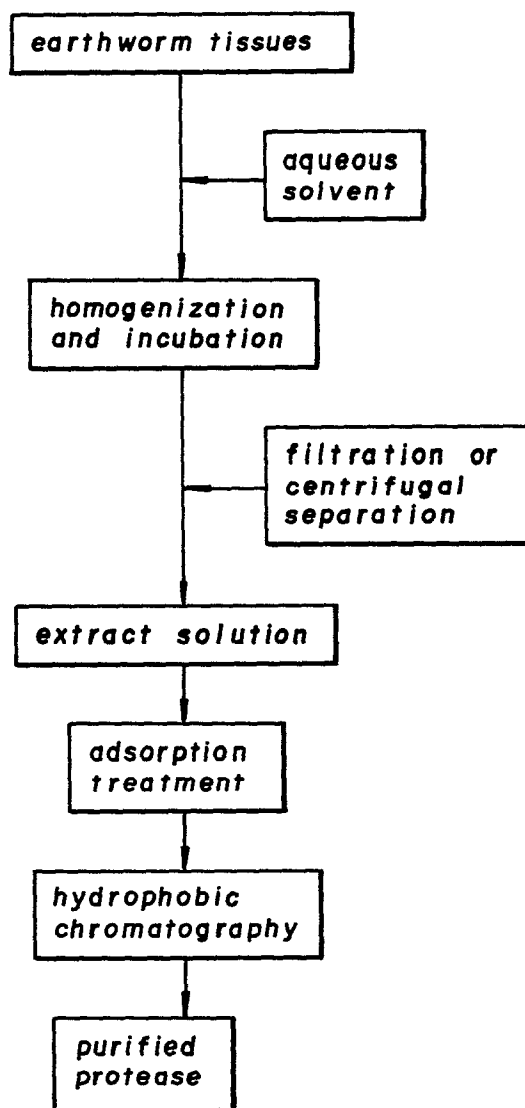 earthworm tissues
aqueous
solvent
homogenization
and incubation
filtration or
centrifugal
separation
extract solution
adsorption
treatment
hydrophobic
chromatography
purified
protease